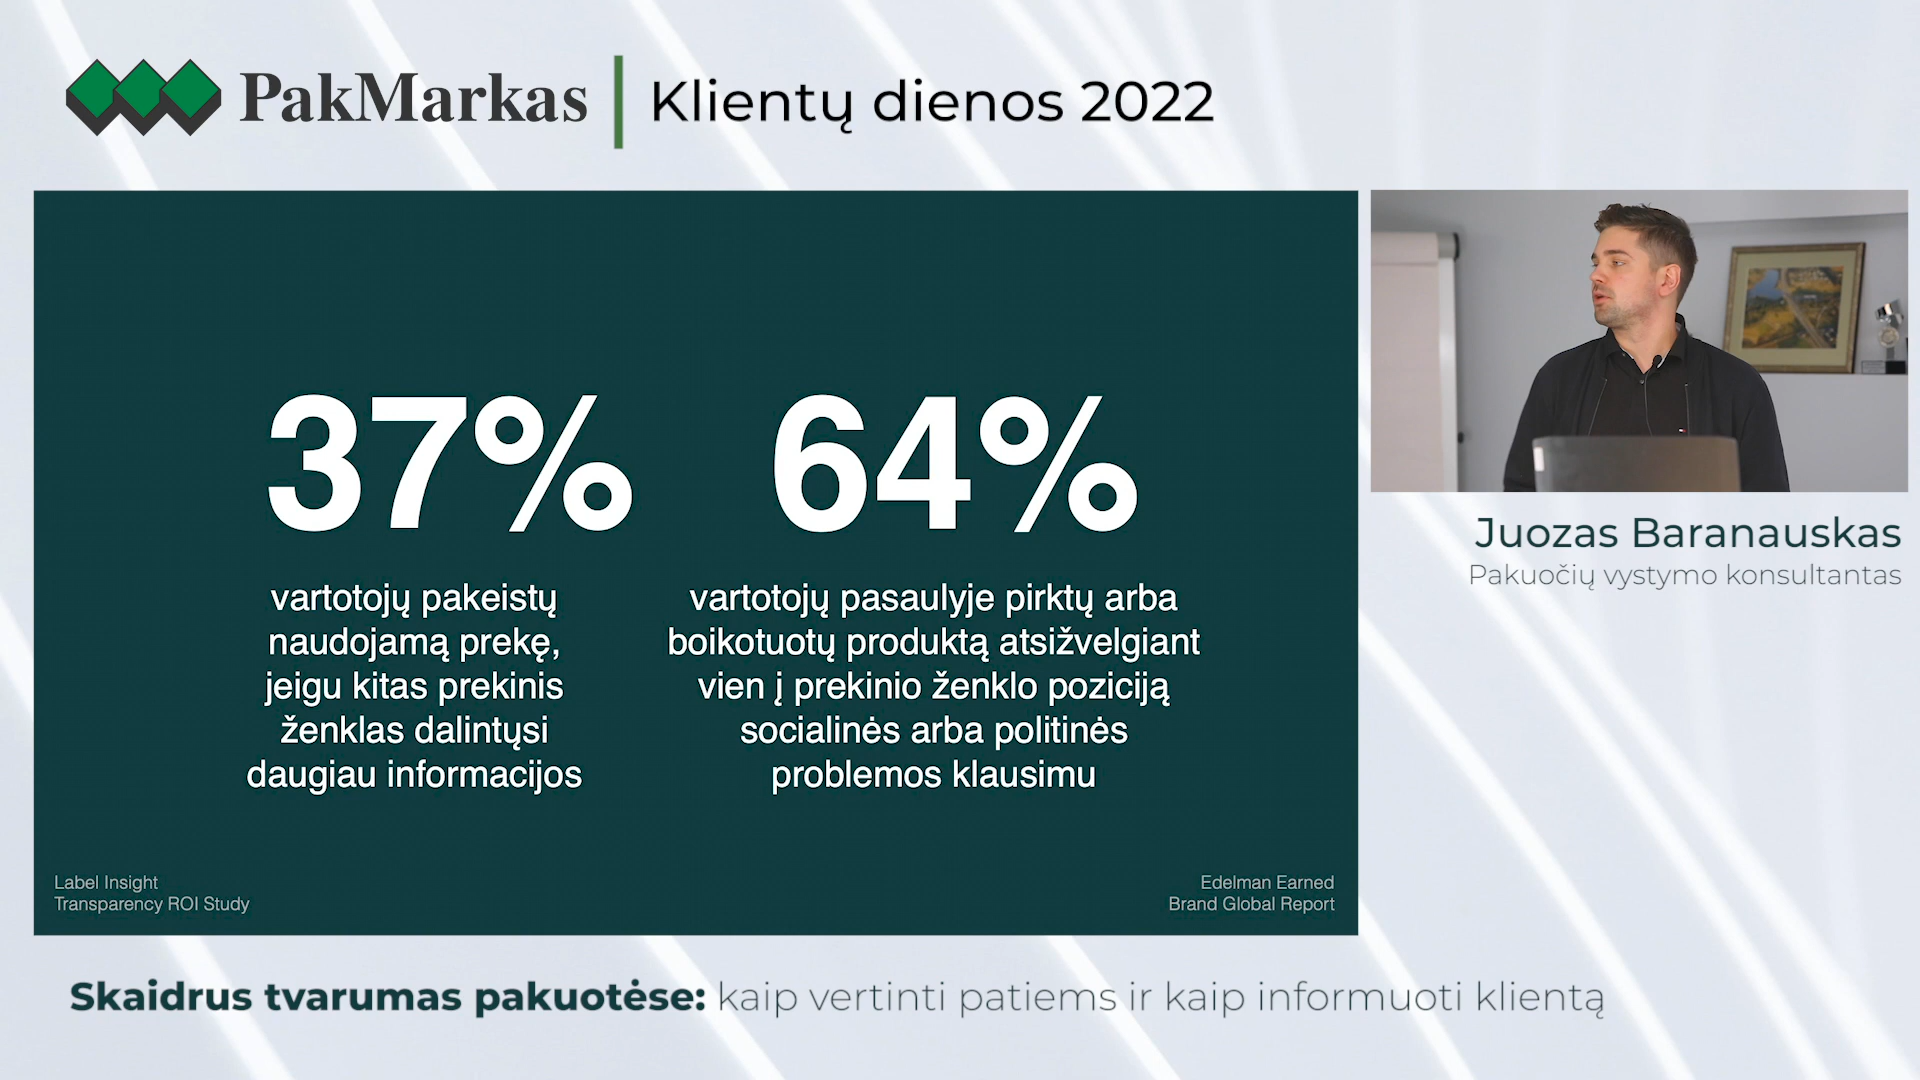 PakMarkas
Klientų dienos 2022
37%
vartotojų pakeistų
naudojamą prekę,
jeigu kitas prekinis
ženklas dalintųsi
daugiau informacijos
64%
vartotojų pasaulyje pirktų arba
boikotuotų produktą atsižvelgiant
vien į prekinio ženklo poziciją
socialinės arba politinės
problemos klausimu
Label Insight
Transparency ROI Study
Edelman Earned
Brand Global Report
Juozas Baranauskas
Pakuočių vystymo konsultantas
Skaidrus tvarumas pakuotėse: kaip vertinti patiems ir kaip informuoti klientą